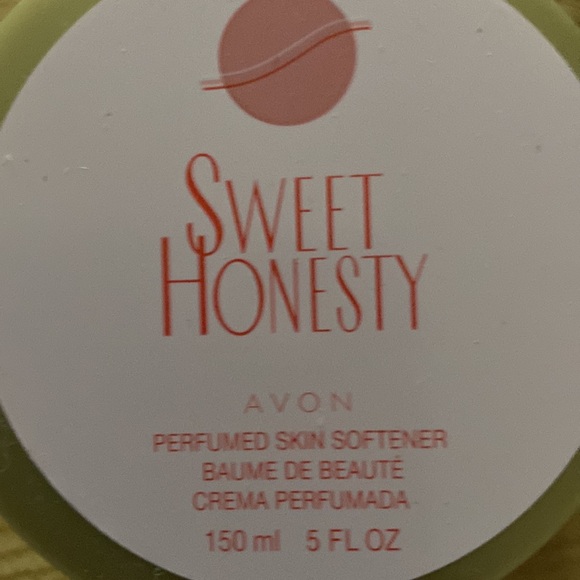 SWEET
HONESTY
AVON
PERFUMED SKIN SOFTENER
BAUME DE BEAUTÉ
CREMA PERFUMADA
150 ml 5 FL OZ